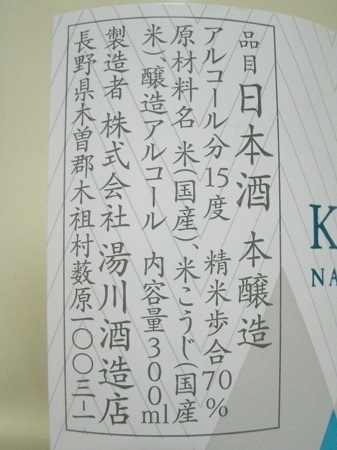 品目 日本酒 本醸造
アルコール分15度 精米歩合70%
原材料名 米(国産)、米こうじ(国産
米)、醸造アルコール 内容量300ml
製造者 株式会社 湯川酒造店
長野県木曽郡木祖村薮原一〇〇三ー一
K
NA